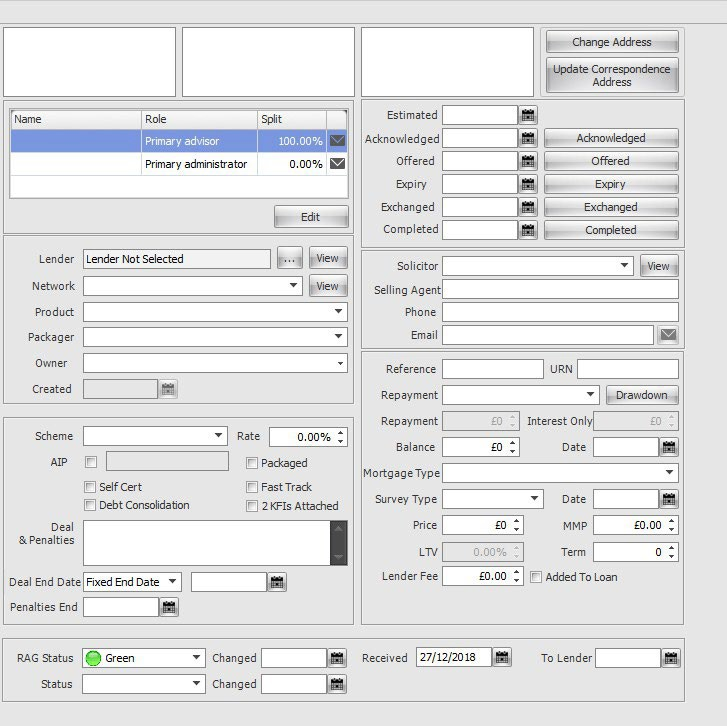 Change Address
Update Correspondence
Address
Name Role Split
Primary advisor 100.00%
Primary administrator 0.00%
Edit
Estimated
Acknowledged Acknowledged
Offered Offered
Expiry Expiry
Exchanged Exchanged
Completed Completed
Lender Lender Not Selected ... View
Network View
Product
Packager
Owner
Created
Solicitor View
Selling Agent
Phone
Email
Reference URN
Repayment Drawdown
Repayment £0 Interest Only £0
Balance £0 Date
Mortgage Type
Survey Type Date
Price £0 MMP £0.00
LTV 0.00% Term 0
Lender Fee £0.00 Added To Loan
Scheme Rate 0.00%
AIP Packaged
Self Cert Fast Track
Debt Consolidation 2 KFIs Attached
Deal
& Penalties
Deal End Date Fixed End Date
Penalties End
RAG Status Green Changed Received 27/12/2018 To Lender
Status Changed